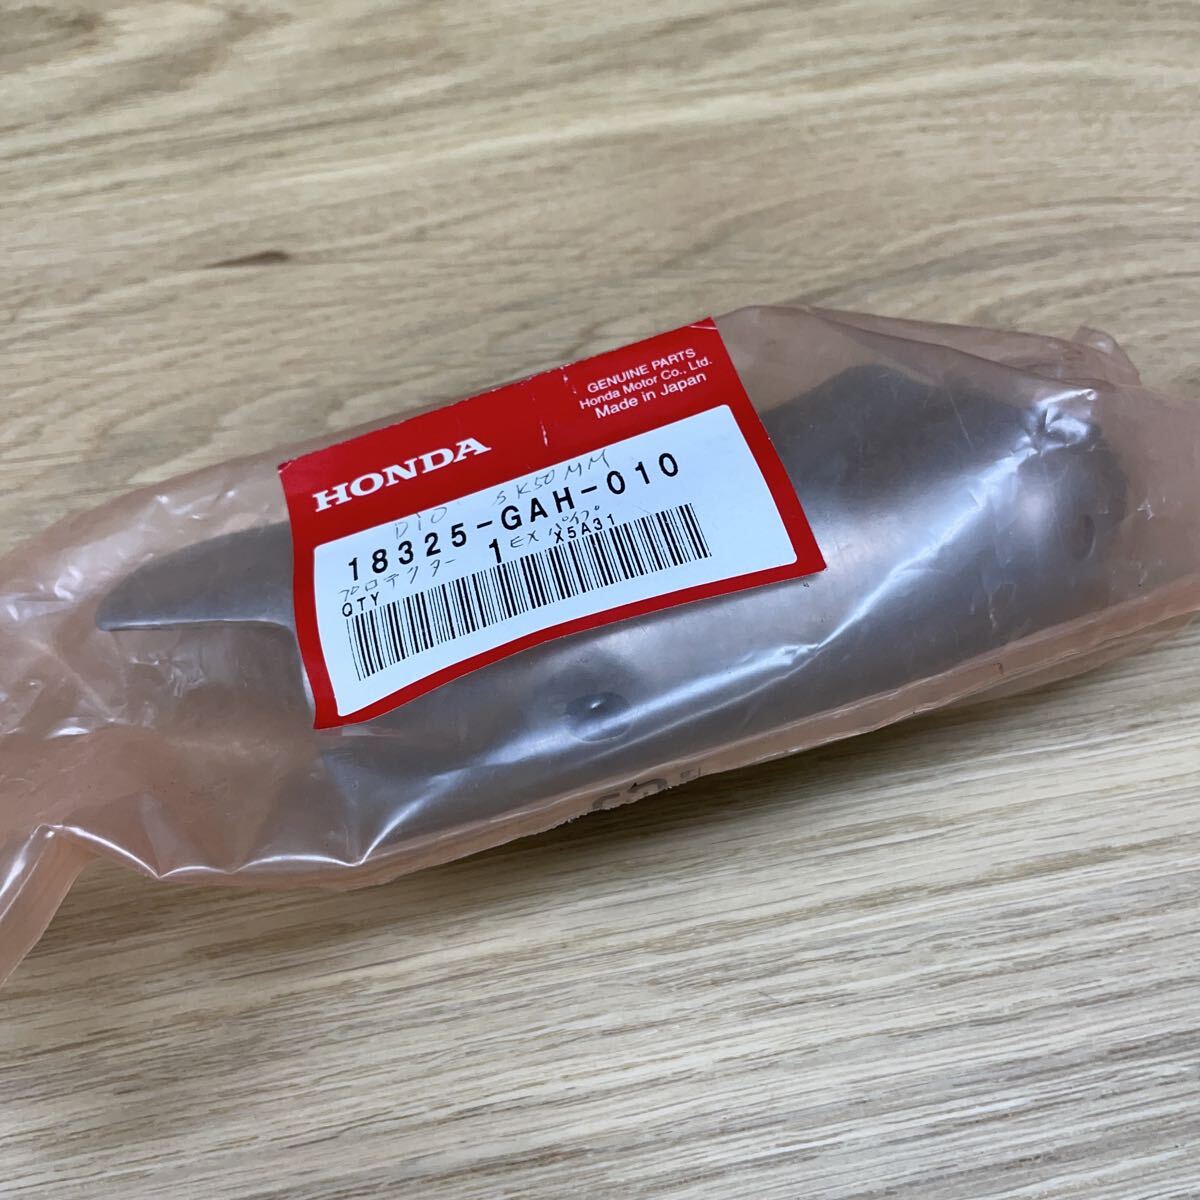 GENUINE PARTS
Honda Motor Co., Ltd.
Made in Japan
HONDA
DIO SK50MM
18325-GAH-010
プロテクター EXパイプ
QTY 1 X5A31